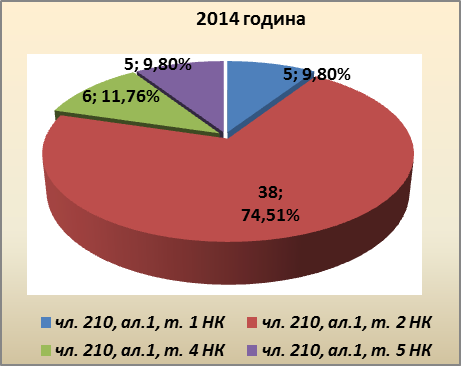 2014 година
5; 9,80%
5; 9,80%
6; 11,76%
38;
74,51%
чл. 210, ал.1, т. 1 НК
чл. 210, ал.1, т. 2 НК
чл. 210, ал.1, т. 4 НК
чл. 210, ал.1, т. 5 НК